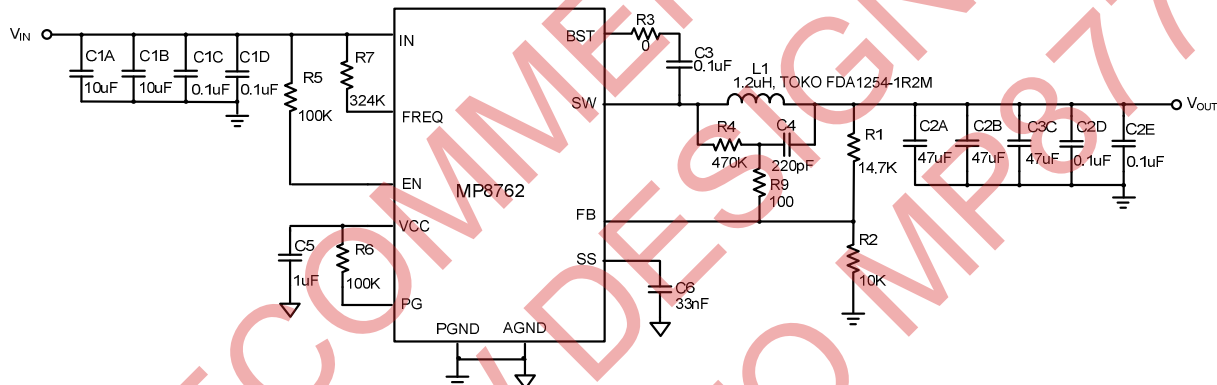 VIN
C1A
10uF
C1B
10uF
C1C
0.1uF
C1D
0.1uF
R5
100K
R7
324K
IN
FREQ
EN
VCC
PG
MP8762
PGND
AGND
BST
SW
FB
SS
R3
0
C3
0.1uF
L1
1.2uH, TOKO FDA1254-1R2M
R4
470K
C4
220pF
R9
100
R1
14.7K
R2
10K
C6
33nF
C5
1uF
R6
100K
C2A
47uF
C2B
47uF
C3C
47uF
C2D
0.1uF
C2E
0.1uF
VOUT
ECOMME
DESIGN
O MP877